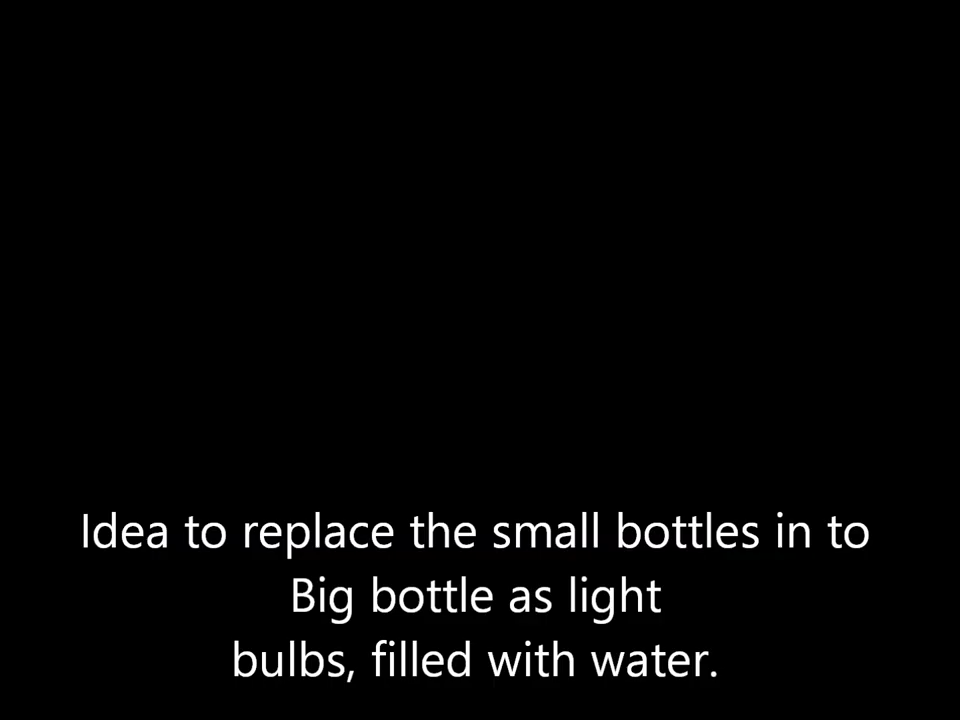 Idea to replace the small bottles in to
Big bottle as light
bulbs, filled with water.